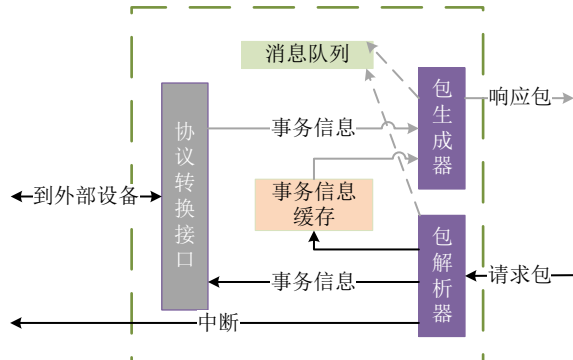 消息队列
包生成器
响应包
协议转换接口
事务信息
到外部设备
事务信息
缓存
包解析器
请求包
事务信息
中断